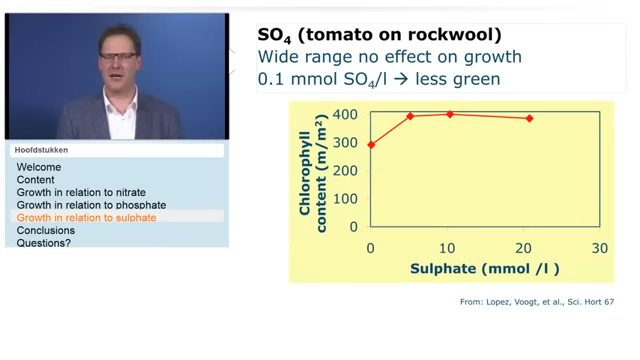 SO4 (tomato on rockwool)
Wide range no effect on growth
0.1 mmol SO4/l → less green
Hoofdstukken
Welcome
Content
Growth in relation to nitrate
Growth in relation to phosphate
Growth in relation to sulphate
Conclusions
Questions?
Chlorophyll
content (m/m²)
400
300
200
100
0
0 10 20 30
Sulphate (mmol /l )
From: Lopez, Voogt, et al., Sci. Hort 67